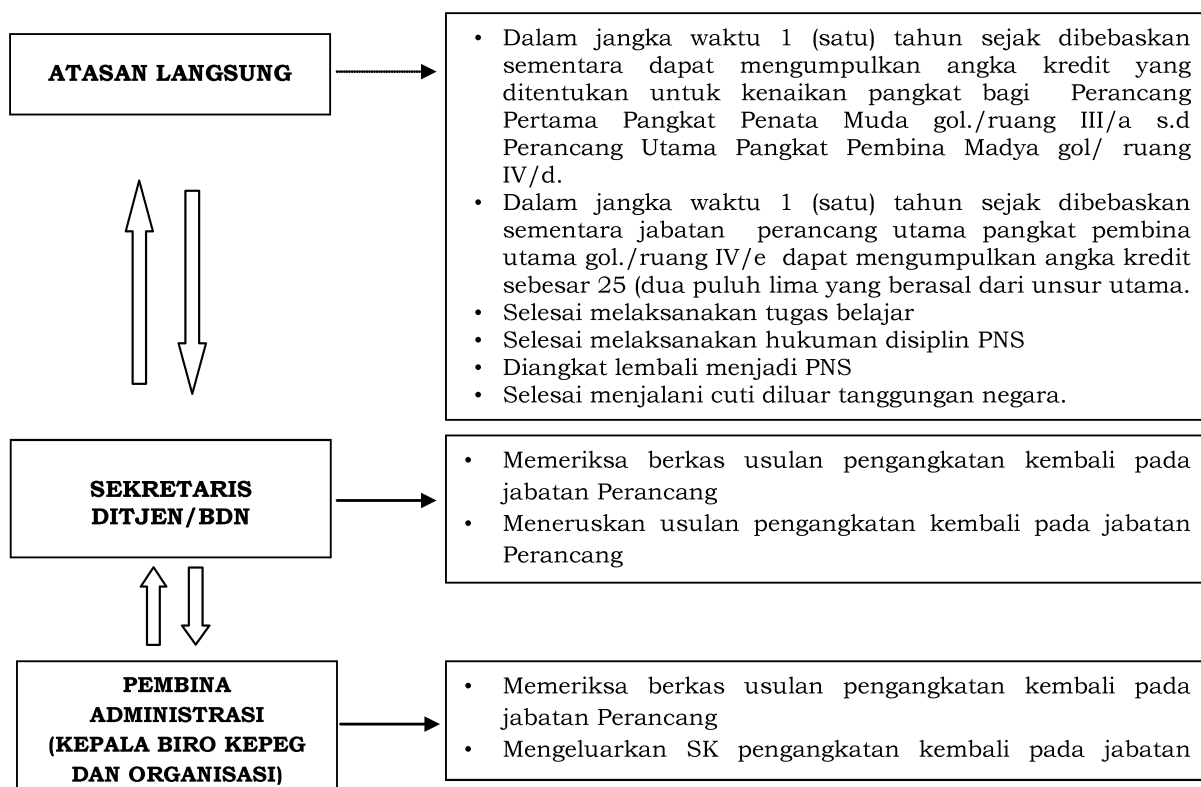 ATASAN LANGSUNG
• Dalam jangka waktu 1 (satu) tahun sejak dibebaskan
sementara dapat mengumpulkan angka kredit yang
ditentukan untuk kenaikan pangkat bagi Perancang
Pertama Pangkat Penata Muda gol./ruang III/a s.d
Perancang Utama Pangkat Pembina Madya gol/ ruang
IV/d.
• Dalam jangka waktu 1 (satu) tahun sejak dibebaskan
sementara jabatan perancang utama pangkat pembina
utama gol./ruang IV/e dapat mengumpulkan angka kredit
sebesar 25 (dua puluh lima yang berasal dari unsur utama.
• Selesai melaksanakan tugas belajar
• Selesai melaksanakan hukuman disiplin PNS
• Diangkat lembali menjadi PNS
• Selesai menjalani cuti diluar tanggungan negara.
SEKRETARIS
DITJEN/BDN
• Memeriksa berkas usulan pengangkatan kembali pada
jabatan Perancang
• Meneruskan usulan pengangkatan kembali pada jabatan
Perancang
PEMBINA
ADMINISTRASI
(KEPALA BIRO KEPEG
DAN ORGANISASI)
• Memeriksa berkas usulan pengangkatan kembali pada
jabatan Perancang
• Mengeluarkan SK pengangkatan kembali pada jabatan